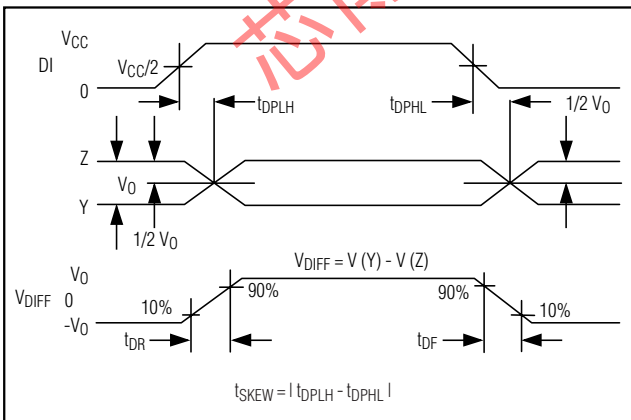 VCC
DI
VCC/2
0
tDPLH
tDPHL
1/2 VO
Z
VO
Y
1/2 VO
VDIFF = V (Y) - V (Z)
VO
VDIFF 0
-VO
10%
90%
90%
10%
tDR
tDF
tSKEW = | tDPLH - tDPHL |
芯